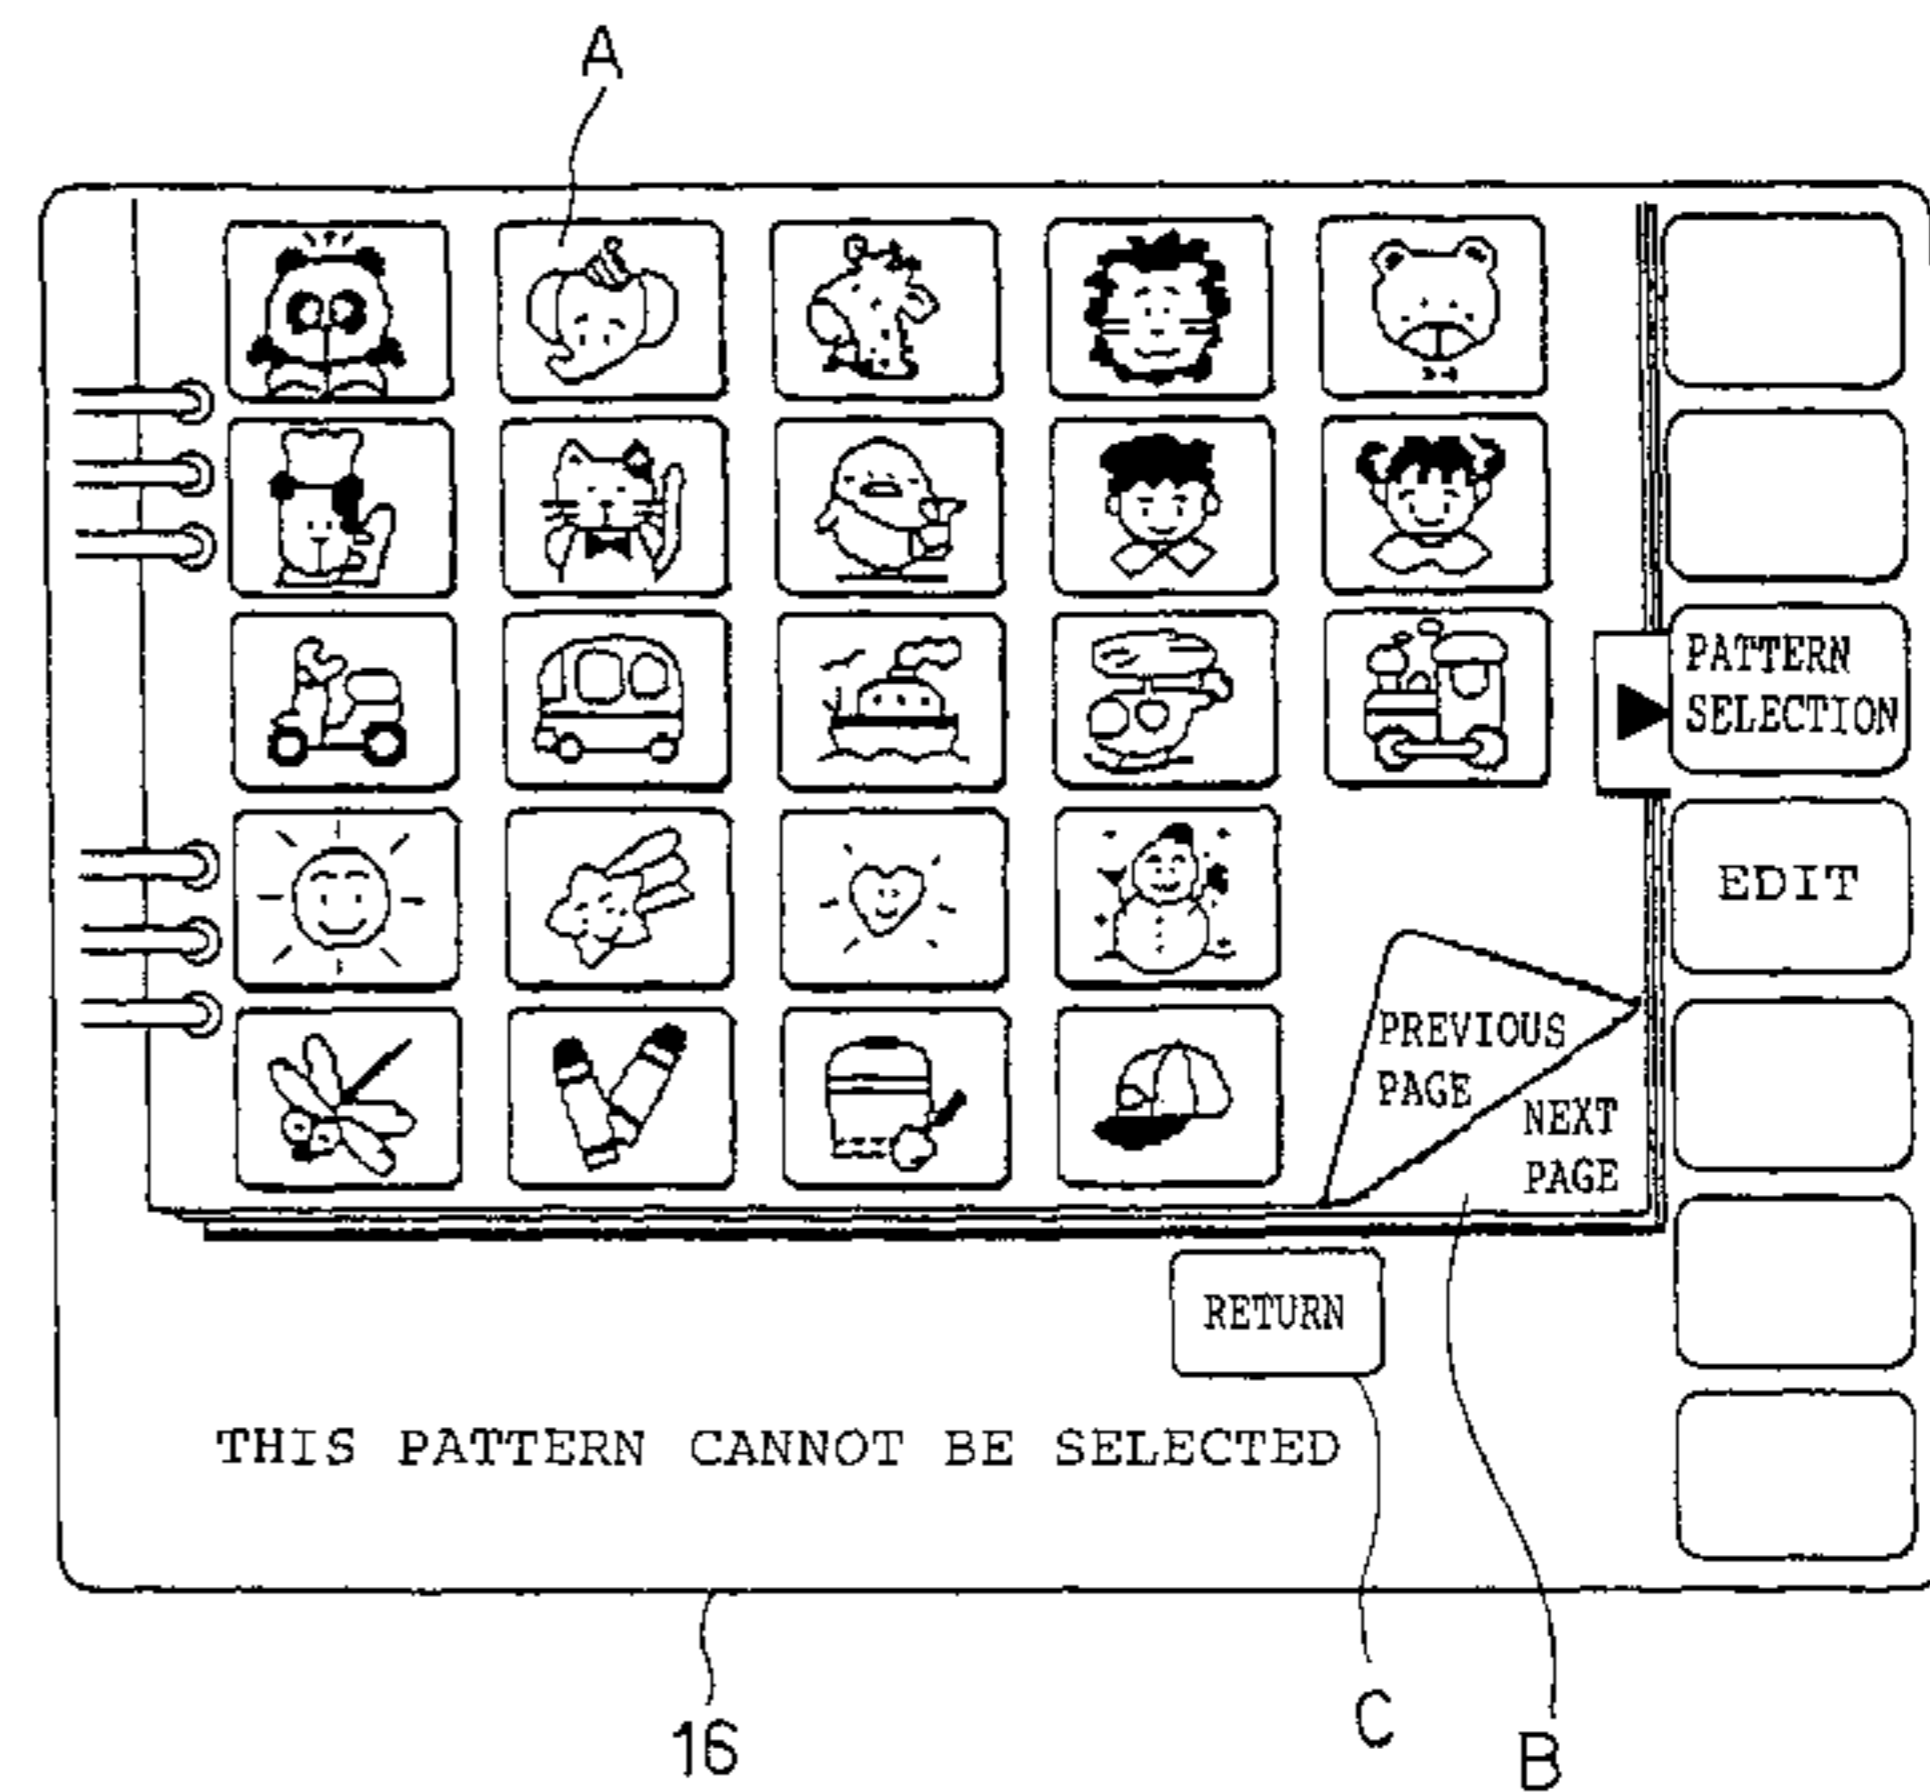 A
PATTERN
SELECTION
EDIT
PREVIOUS
PAGE
NEXT
PAGE
RETURN
THIS PATTERN CANNOT BE SELECTED
16
C
B